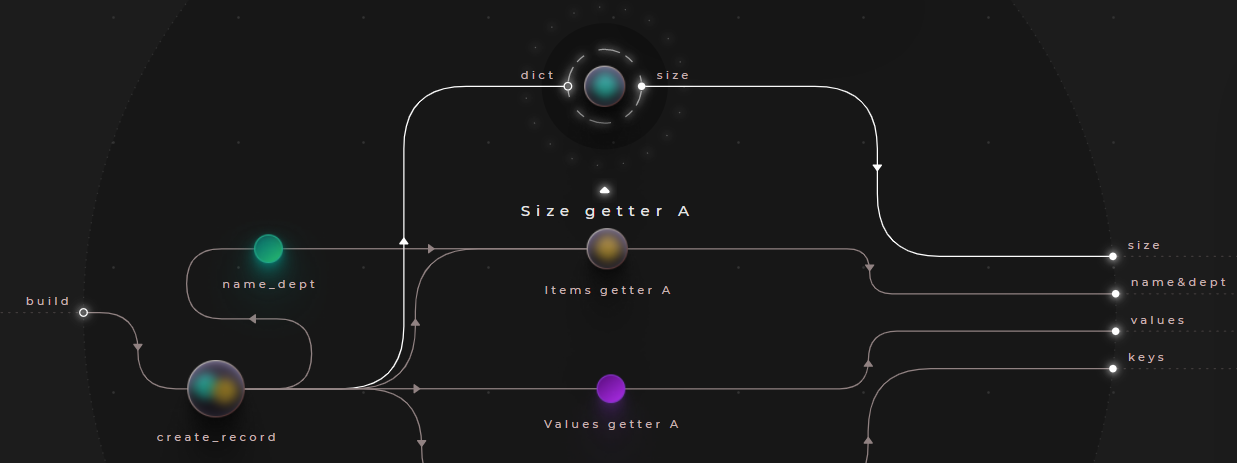 dict
size
Size getter A
size
name_dept
name&dept
Items getter A
build
values
keys
Values getter A
create_record